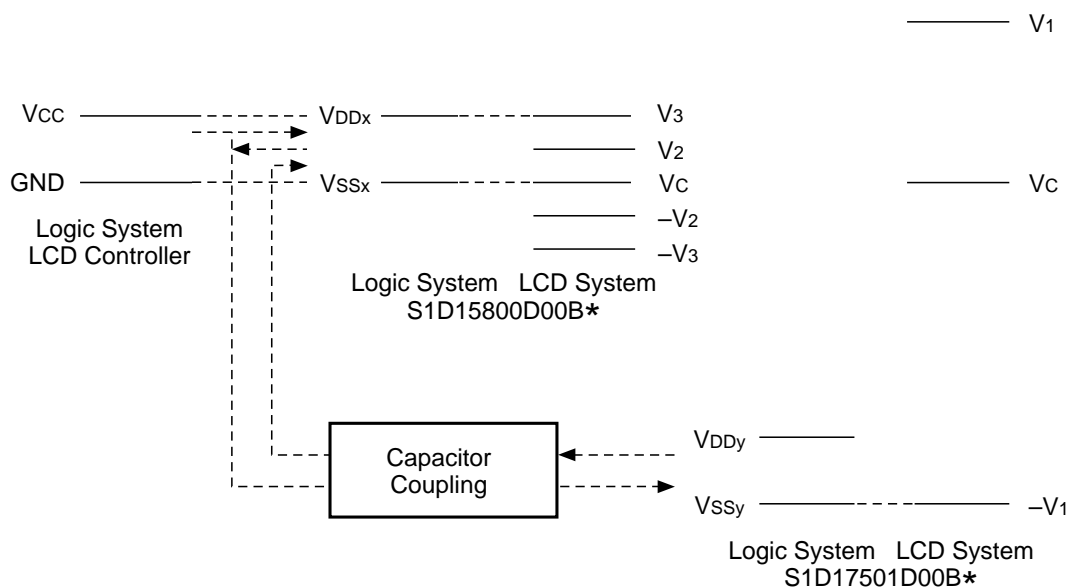 V1
VCC
VDDx
V3
V2
GND
VSSx
VC
VC
–V2
–V3
Logic System
LCD Controller
Logic System LCD System
S1D15800D00B*
Capacitor
Coupling
VDDy
VSSy
–V1
Logic System LCD System
S1D17501D00B*